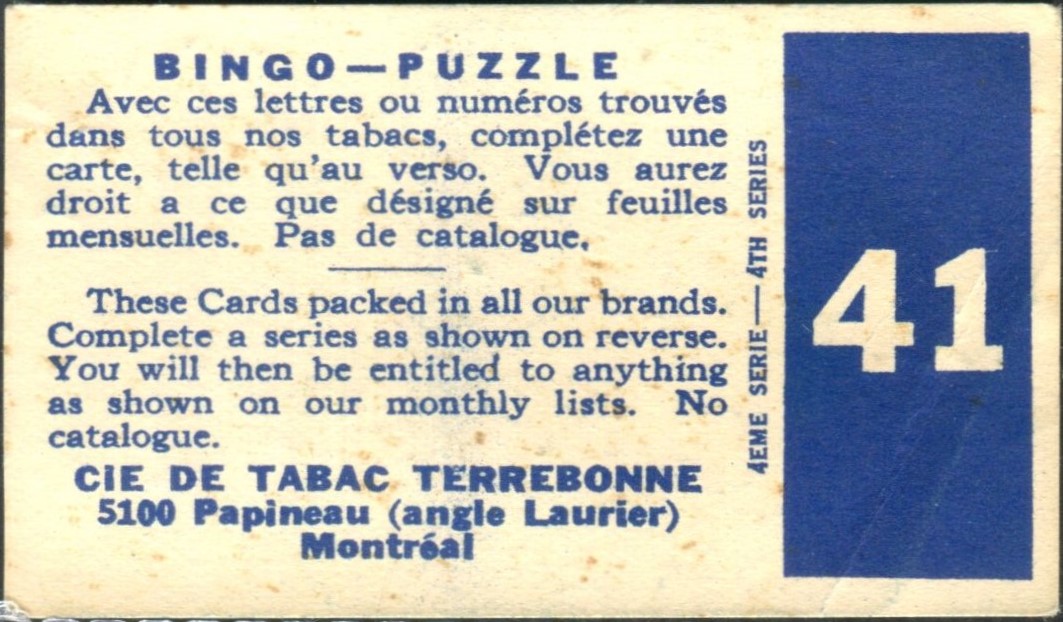 BINGO—PUZZLE
Avec ces lettres ou numéros trouvés
dans tous nos tabacs, complétez une
carte, telle qu'au verso. Vous aurez
droit a ce que désigné sur feuilles
mensuelles. Pas de catalogue.
These Cards packed in all our brands.
Complete a series as shown on reverse.
You will then be entitled to anything
as shown on our monthly lists. No
catalogue.
CIE DE TABAC TERREBONNE
5100 Papineau (angle Laurier)
Montréal
4EME SERIE—4TH SERIES
41